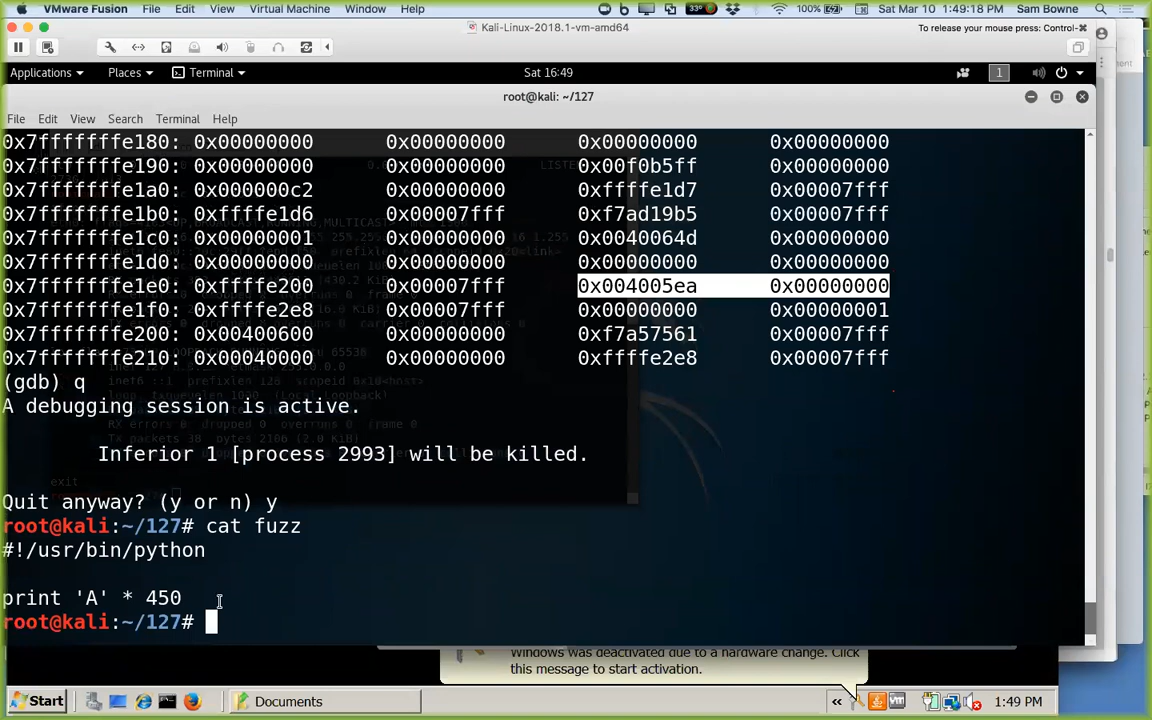 VMware Fusion File Edit View Virtual Machine Window Help 33° 100% Sat Mar 10 1:49:18 PM Sam Bowne
Kali-Linux-2018.1-vm-amd64
To release your mouse press: Control-⌘
Applications Places Terminal Sat 16:49 1
root@kali: ~/127
File Edit View Search Terminal Help
0x7fffffffe180: 0x00000000 0x00000000 0x00000000 0x00000000
0x7fffffffe190: 0x00000000 0x00000000 0x00f0b5ff 0x00000000
0x7fffffffe1a0: 0x000000c2 0x00000000 0xffffe1d7 0x00007fff
0x7fffffffe1b0: 0xffffe1d6 0x00007fff 0xf7ad19b5 0x00007fff
0x7fffffffe1c0: 0x00000001 0x00000000 0x0040064d 0x00000000
0x7fffffffe1d0: 0x00000000 0x00000000 0x00000000 0x00000000
0x7fffffffe1e0: 0xffffe200 0x00007fff 0x004005ea 0x00000000
0x7fffffffe1f0: 0xffffe2e8 0x00007fff 0x00000000 0x00000001
0x7fffffffe200: 0x00400600 0x00000000 0xf7a57561 0x00007fff
0x7fffffffe210: 0x00040000 0x00000000 0xffffe2e8 0x00007fff
(gdb) q
A debugging session is active.
Inferior 1 [process 2993] will be killed.
exit
Quit anyway? (y or n) y
root@kali:~/127# cat fuzz
#!/usr/bin/python
print 'A' * 450
root@kali:~/127#
Windows was deactivated due to a hardware change. Click
this message to start activation.
Start Documents « 1:49 PM